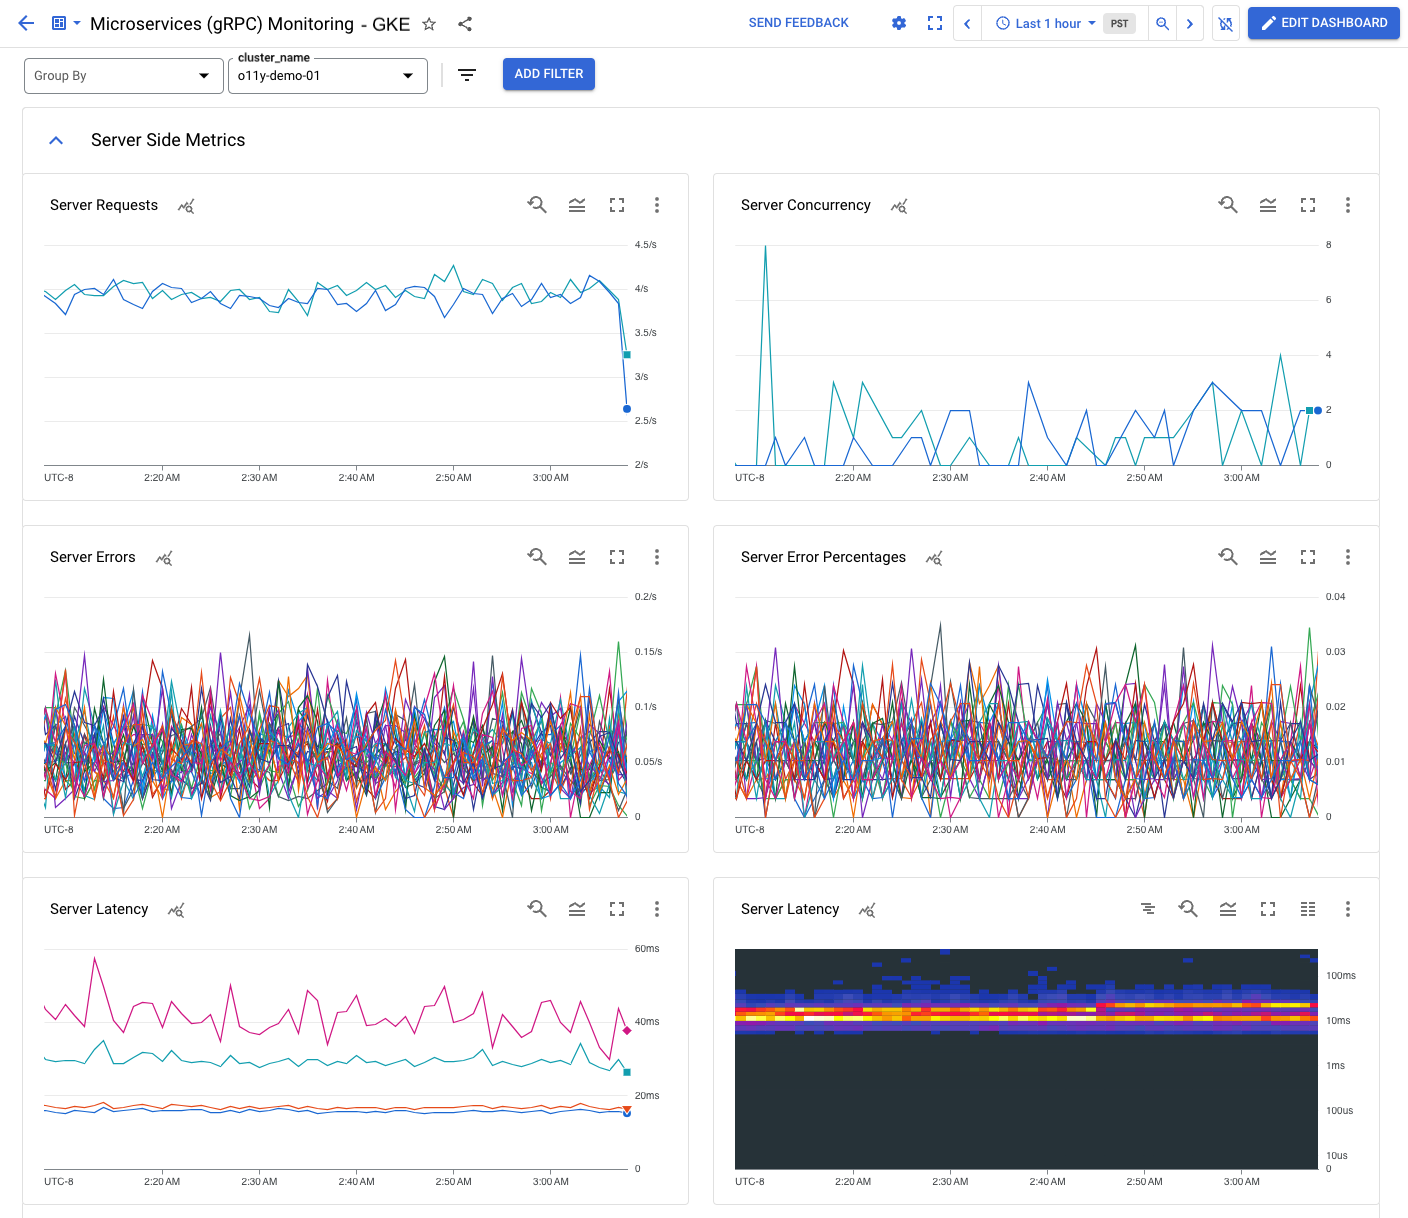 Microservices (gRPC) Monitoring - GKE
SEND FEEDBACK
Last 1 hour
PST
EDIT DASHBOARD
Group By
cluster_name
o11y-demo-01
ADD FILTER
Server Side Metrics
Server Requests
4.5/s
4/s
3.5/s
3/s
2.5/s
2/s
UTC-8 2:20 AM 2:30 AM 2:40 AM 2:50 AM 3:00 AM
Server Concurrency
8
6
4
2
0
UTC-8 2:20 AM 2:30 AM 2:40 AM 2:50 AM 3:00 AM
Server Errors
0.2/s
0.15/s
0.1/s
0.05/s
0
UTC-8 2:20 AM 2:30 AM 2:40 AM 2:50 AM 3:00 AM
Server Error Percentages
0.04
0.03
0.02
0.01
0
UTC-8 2:20 AM 2:30 AM 2:40 AM 2:50 AM 3:00 AM
Server Latency
60ms
40ms
20ms
0
UTC-8 2:20 AM 2:30 AM 2:40 AM 2:50 AM 3:00 AM
Server Latency
100ms
10ms
1ms
100us
10us
0
UTC-8 2:20 AM 2:30 AM 2:40 AM 2:50 AM 3:00 AM